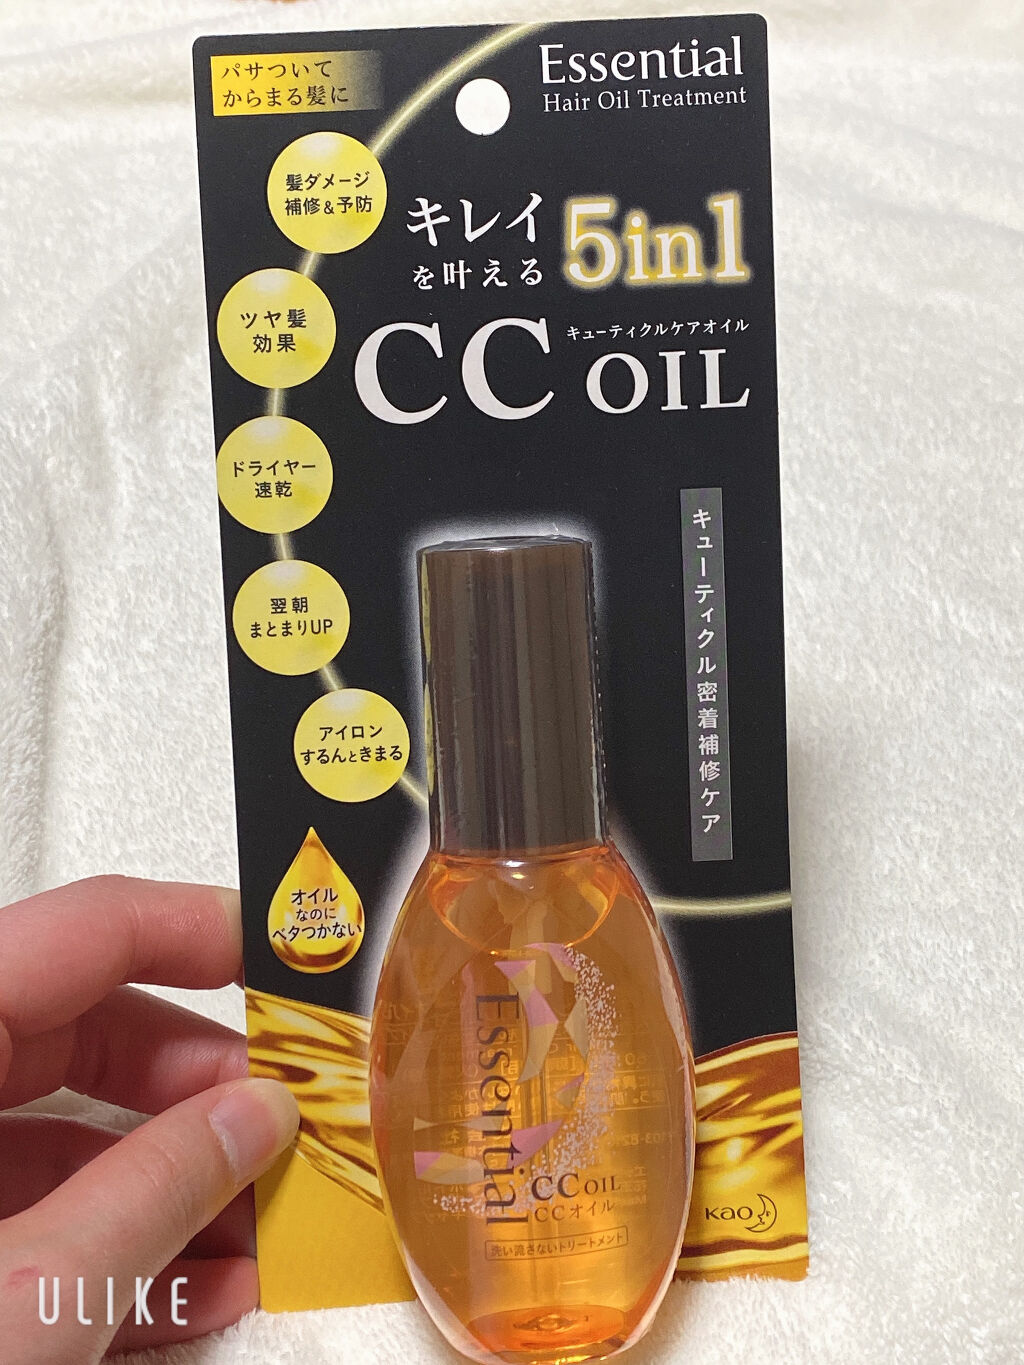 パサついて
からまる髪に
Essential
Hair Oil Treatment
髪ダメージ
補修&予防
キレイ
を叶える
5in1
ツヤ髪
効果
キューティクルケアオイル
CC OIL
ドライヤー
速乾
キューティクル密着補修ケア
翌朝
まとまりUP
アイロン
するんときまる
オイル
なのに
ベタつかない
Essential
CC OIL
CCオイル
洗い流さないトリートメント
Kao
ULIKE